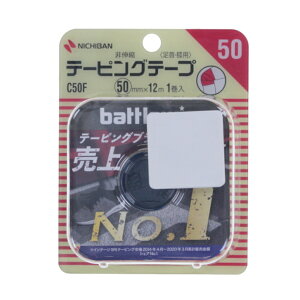 NICHIBAN
50
非伸縮
〈足首・膝用〉
テーピングテープ
C50F
50mm×12m 1巻入
battle
テーピングブ
売上
No.1